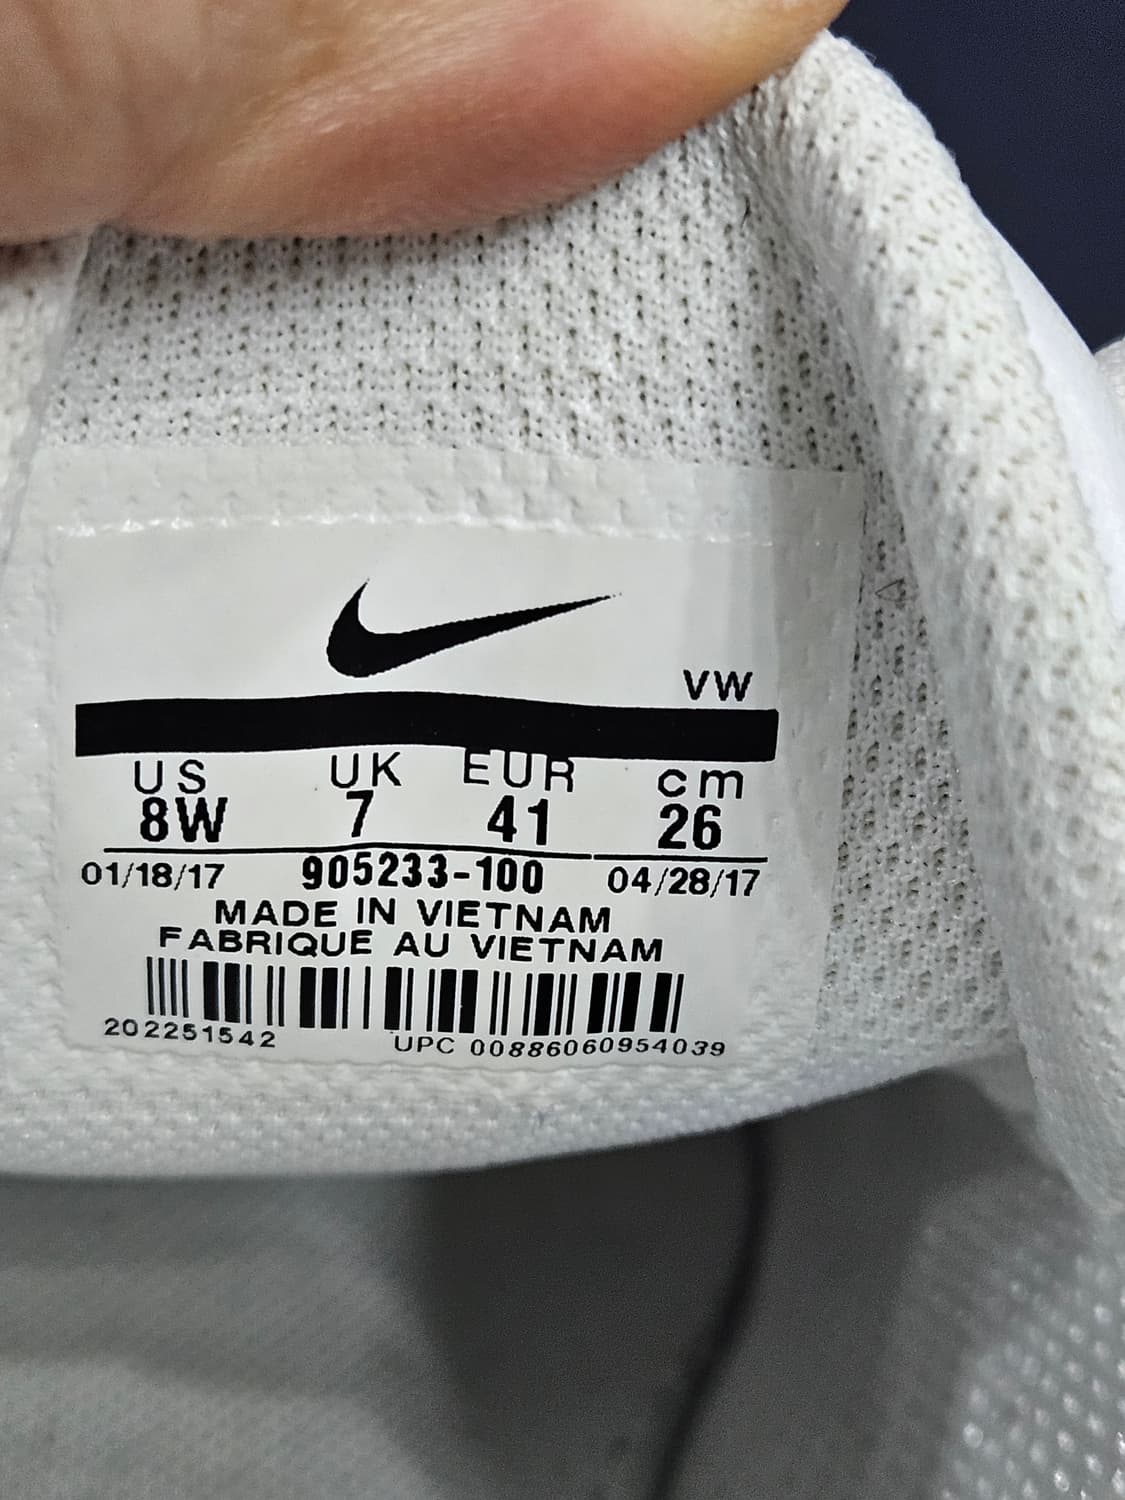 VW
US UK EUR cm
8W 7 41 26
01/18/17 905233-100 04/28/17
MADE IN VIETNAM
FABRIQUE AU VIETNAM
202251542 UPC 00886060954039